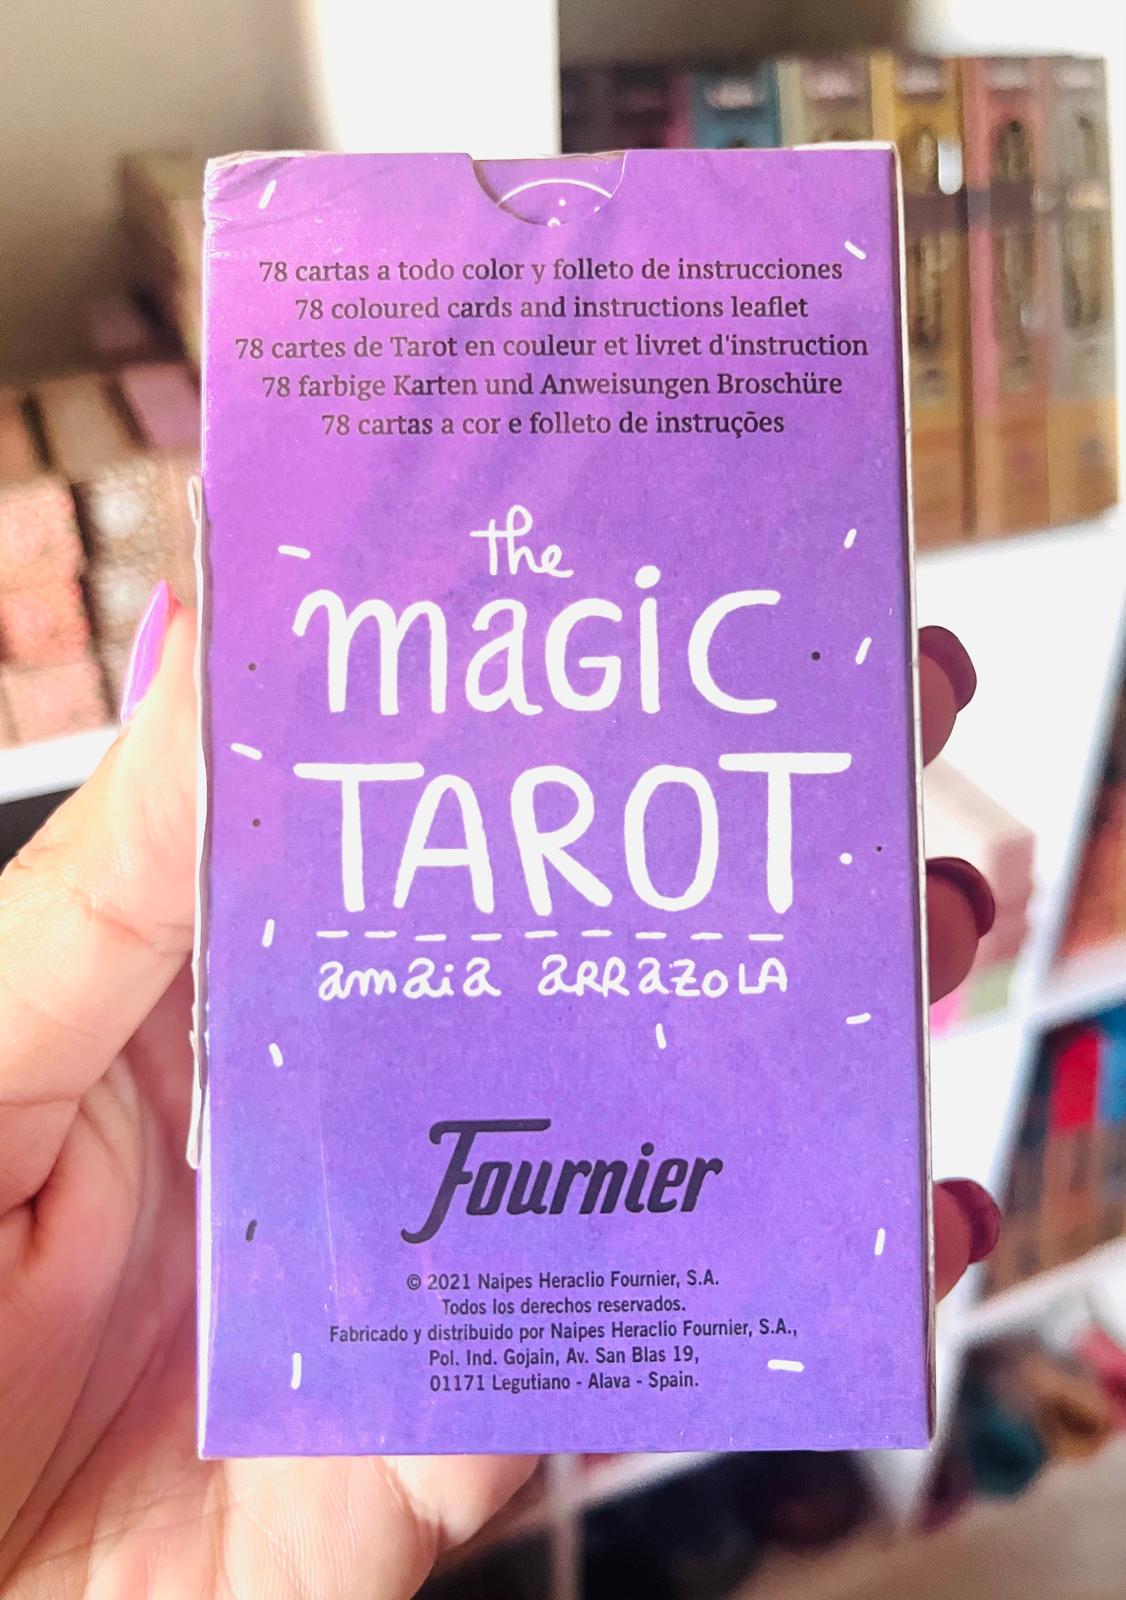 78 cartas a todo color y folleto de instrucciones
78 coloured cards and instructions leaflet
78 cartes de Tarot en couleur et livret d'instruction
78 farbige Karten und Anweisungen Broschüre
78 cartas a cor e folleto de instruções
the
magic
TAROT
amaia arrazola
Fournier
© 2021 Naipes Heraclio Fournier, S.A.
Todos los derechos reservados.
Fabricado y distribuido por Naipes Heraclio Fournier, S.A.,
Pol. Ind. Gojain, Av. San Blas 19,
01171 Legutiano - Alava - Spain.